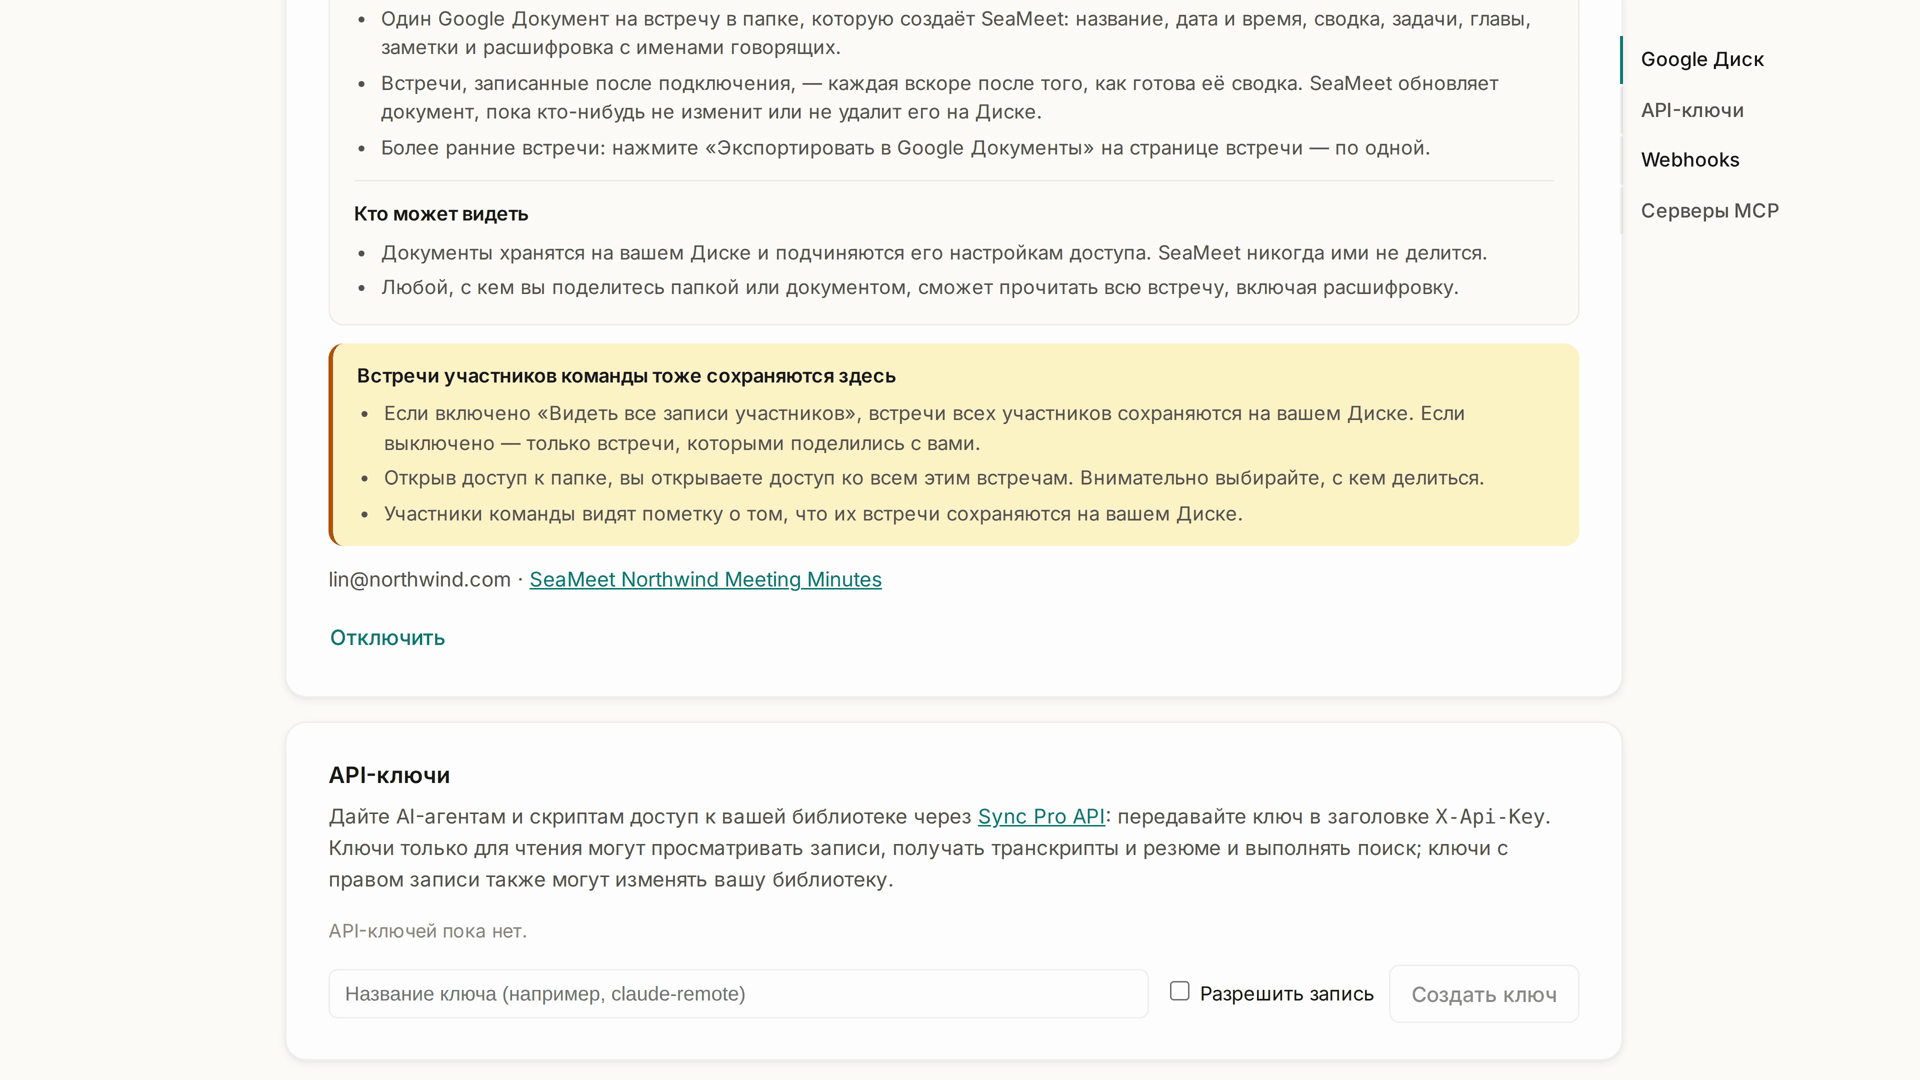 Один Google Документ на встречу в папке, которую создаёт SeaMeet: название, дата и время, сводка, задачи, главы,
заметки и расшифровка с именами говорящих.
Встречи, записанные после подключения, — каждая вскоре после того, как готова её сводка. SeaMeet обновляет
документ, пока кто-нибудь не изменит или не удалит его на Диске.
Более ранние встречи: нажмите «Экспортировать в Google Документы» на странице встречи — по одной.
Кто может видеть
Документы хранятся на вашем Диске и подчиняются его настройкам доступа. SeaMeet никогда ими не делится.
Любой, с кем вы поделитесь папкой или документом, сможет прочитать всю встречу, включая расшифровку.
Встречи участников команды тоже сохраняются здесь
Если включено «Видеть все записи участников», встречи всех участников сохраняются на вашем Диске. Если
выключено — только встречи, которыми поделились с вами.
Открыв доступ к папке, вы открываете доступ ко всем этим встречам. Внимательно выбирайте, с кем делиться.
Участники команды видят пометку о том, что их встречи сохраняются на вашем Диске.
lin@northwind.com · SeaMeet Northwind Meeting Minutes
Отключить
API-ключи
Дайте AI-агентам и скриптам доступ к вашей библиотеке через Sync Pro API: передавайте ключ в заголовке X-Api-Key.
Ключи только для чтения могут просматривать записи, получать транскрипты и резюме и выполнять поиск; ключи с
правом записи также могут изменять вашу библиотеку.
API-ключей пока нет.
Название ключа (например, claude-remote)
Разрешить запись
Создать ключ
Google Диск
API-ключи
Webhooks
Серверы MCP